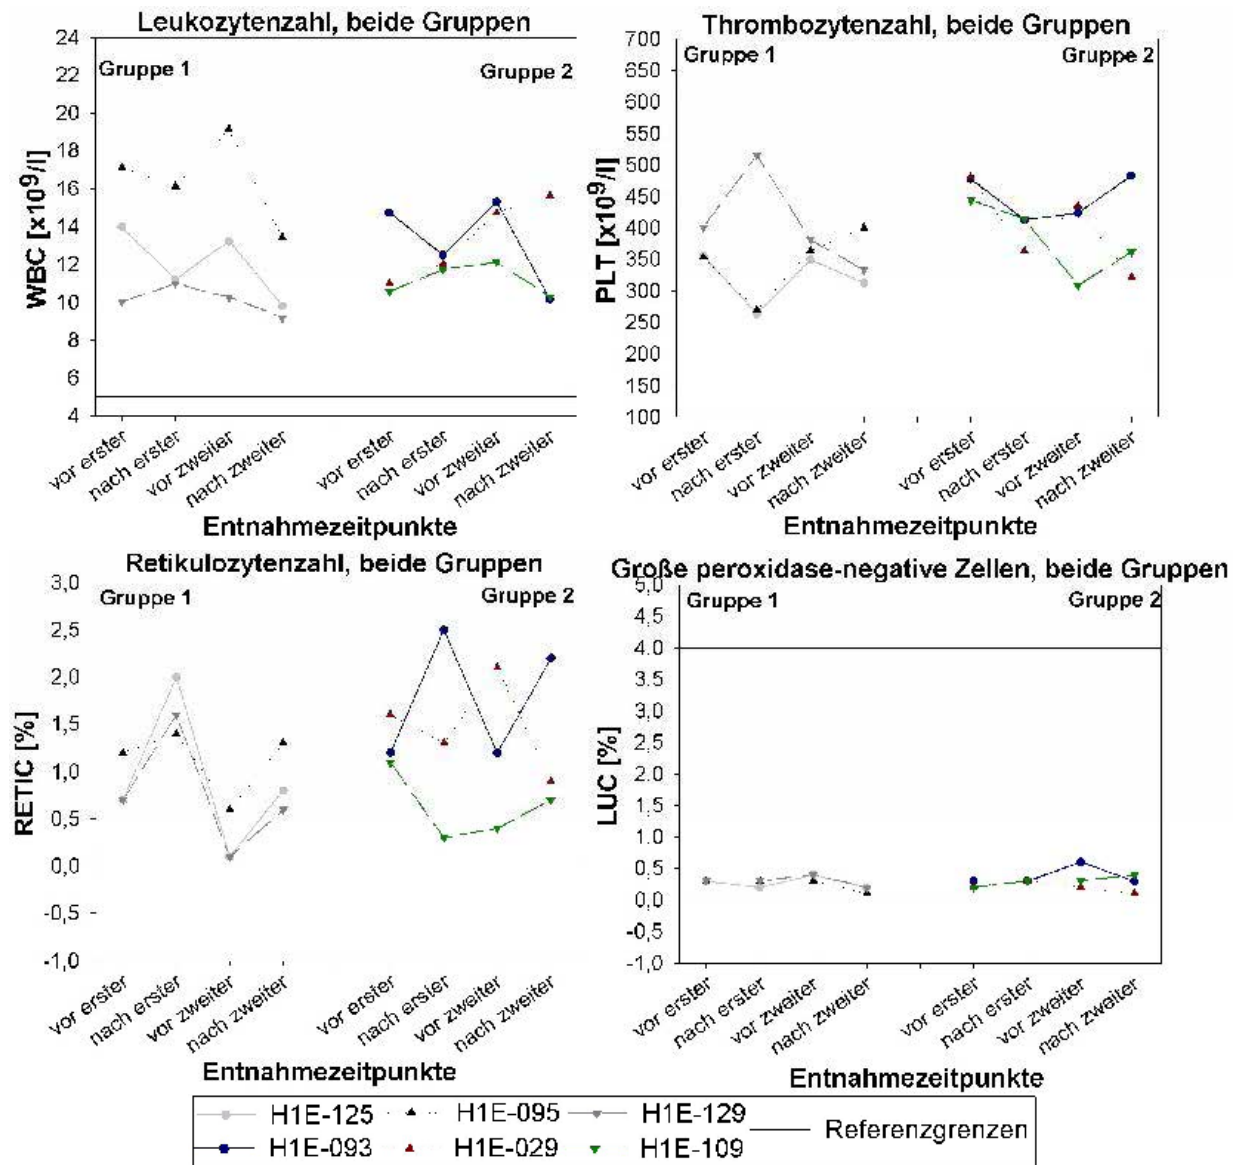 Leukozytenzahl, beide Gruppen
Gruppe 1
Gruppe 2
WBC [x10⁹/l]
24
22
20
18
16
14
12
10
8
6
4
vor erster
nach erster
vor zweiter
nach zweiter
vor erster
nach erster
vor zweiter
nach zweiter
Entnahmezeitpunkte
Thrombozytenzahl, beide Gruppen
Gruppe 1
Gruppe 2
PLT [x10⁹/l]
700
650
600
550
500
450
400
350
300
250
200
150
100
vor erster
nach erster
vor zweiter
nach zweiter
vor erster
nach erster
vor zweiter
nach zweiter
Entnahmezeitpunkte
Retikulozytenzahl, beide Gruppen
Gruppe 1
Gruppe 2
RETIC [%]
3,0
2,5
2,0
1,5
1,0
0,5
0,0
-0,5
-1,0
vor erster
nach erster
vor zweiter
nach zweiter
vor erster
nach erster
vor zweiter
nach zweiter
Entnahmezeitpunkte
Große peroxidase-negative Zellen, beide Gruppen
Gruppe 1
Gruppe 2
LUC [%]
5,0
4,5
4,0
3,5
3,0
2,5
2,0
1,5
1,0
0,5
0,0
-0,5
-1,0
vor erster
nach erster
vor zweiter
nach zweiter
vor erster
nach erster
vor zweiter
nach zweiter
Entnahmezeitpunkte
H1E-125
H1E-095
H1E-129
H1E-093
H1E-029
H1E-109
Referenzgrenzen